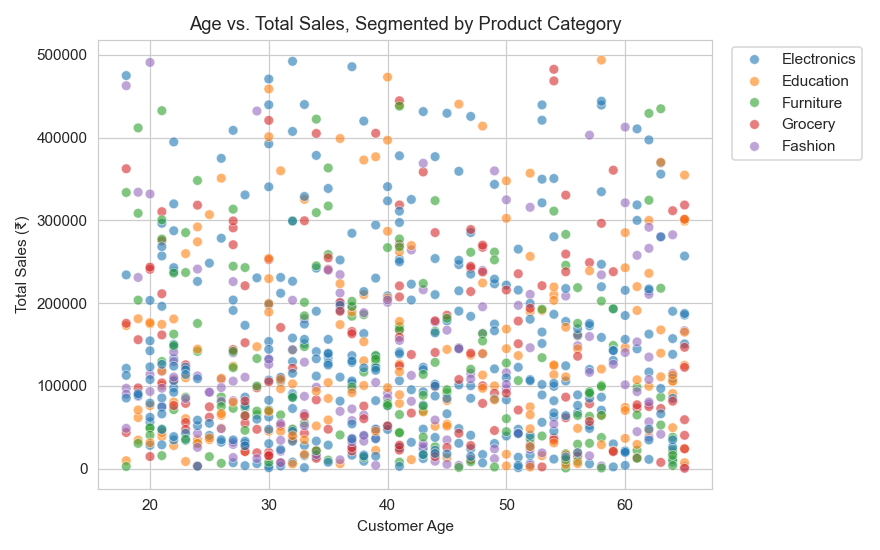 Age vs. Total Sales, Segmented by Product Category
500000
400000
300000
200000
100000
0
Total Sales (₹)
20
30
40
50
60
Customer Age
Electronics
Education
Furniture
Grocery
Fashion